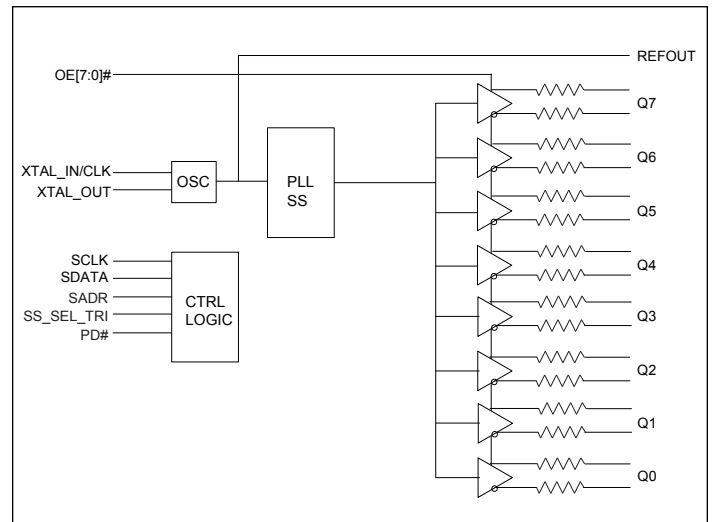 REFOUT
OE[7:0]#
Q7
Q6
XTAL_IN/CLK
XTAL_OUT
OSC
PLL
SS
Q5
SCLK
SDATA
SADR
SS_SEL_TRI
PD#
CTRL
LOGIC
Q4
Q3
Q2
Q1
Q0